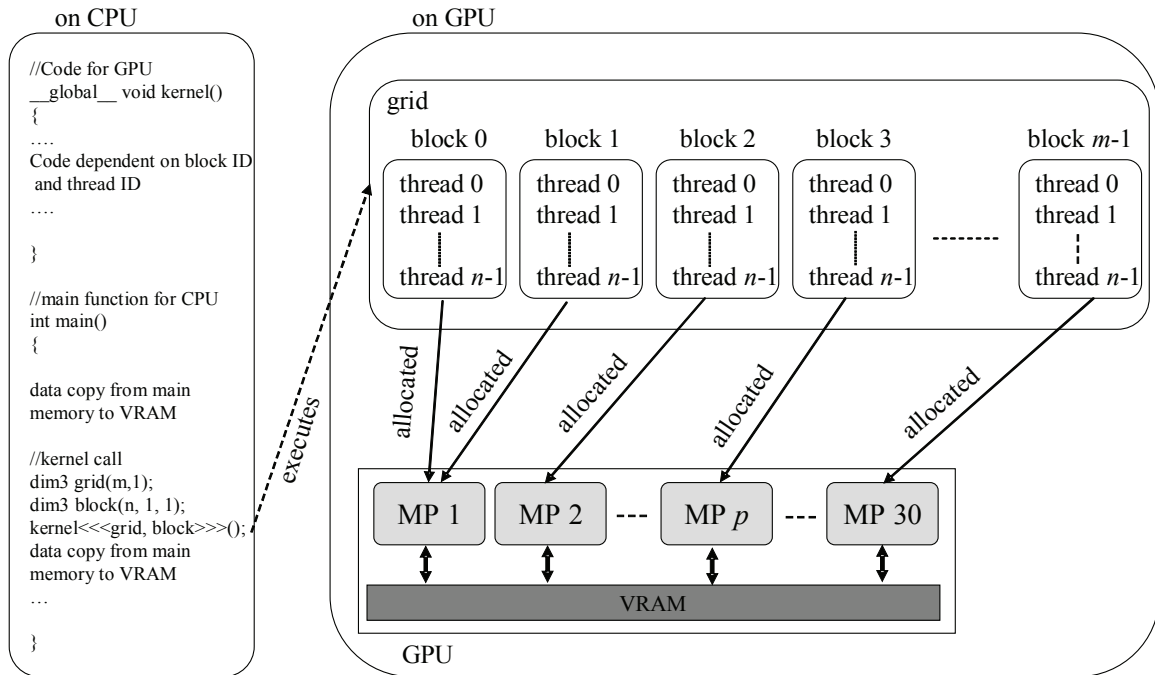 on CPU
//Code for GPU
__global__ void kernel()
{
....
Code dependent on block ID
and thread ID
....
}
//main function for CPU
int main()
{
data copy from main
memory to VRAM
//kernel call
dim3 grid(m,1);
dim3 block(n, 1, 1);
kernel<<<grid, block>>>();
data copy from main
memory to VRAM
...
}
executes
on GPU
grid
block 0
thread 0
thread 1
thread n-1
block 1
thread 0
thread 1
thread n-1
block 2
thread 0
thread 1
thread n-1
block 3
thread 0
thread 1
thread n-1
block m-1
thread 0
thread 1
thread n-1
allocated
allocated
allocated
allocated
allocated
MP 1
MP 2
MP p
MP 30
VRAM
GPU